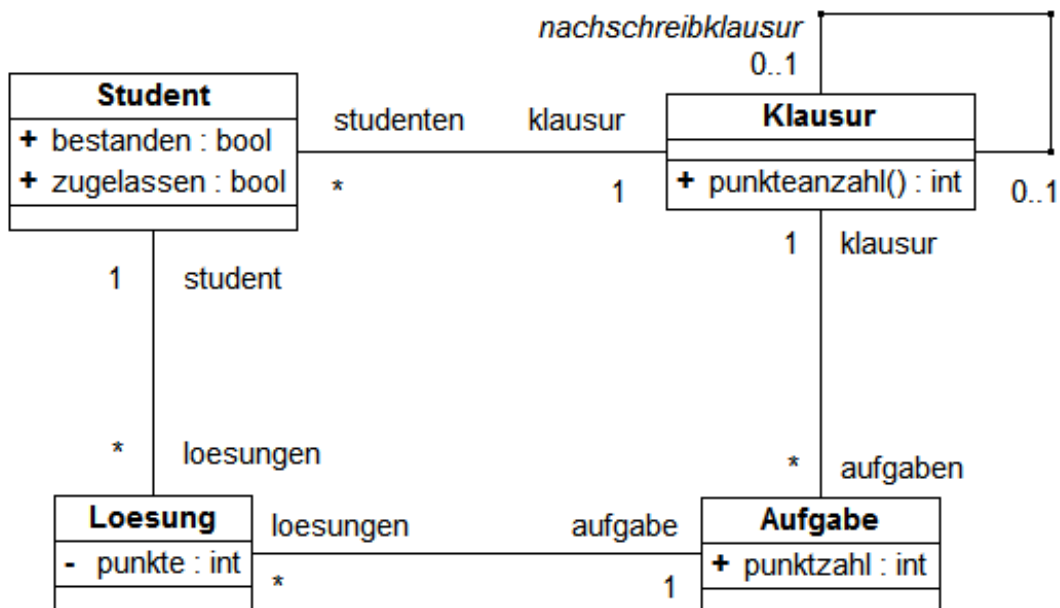 nachschreibklausur
0..1
Student
+ bestanden : bool
+ zugelassen : bool
studenten
*
klausur
1
Klausur
+ punkteanzahl() : int
0..1
1 student
1 klausur
* loesungen
* aufgaben
Loesung
- punkte : int
loesungen
*
aufgabe
1
Aufgabe
+ punktzahl : int